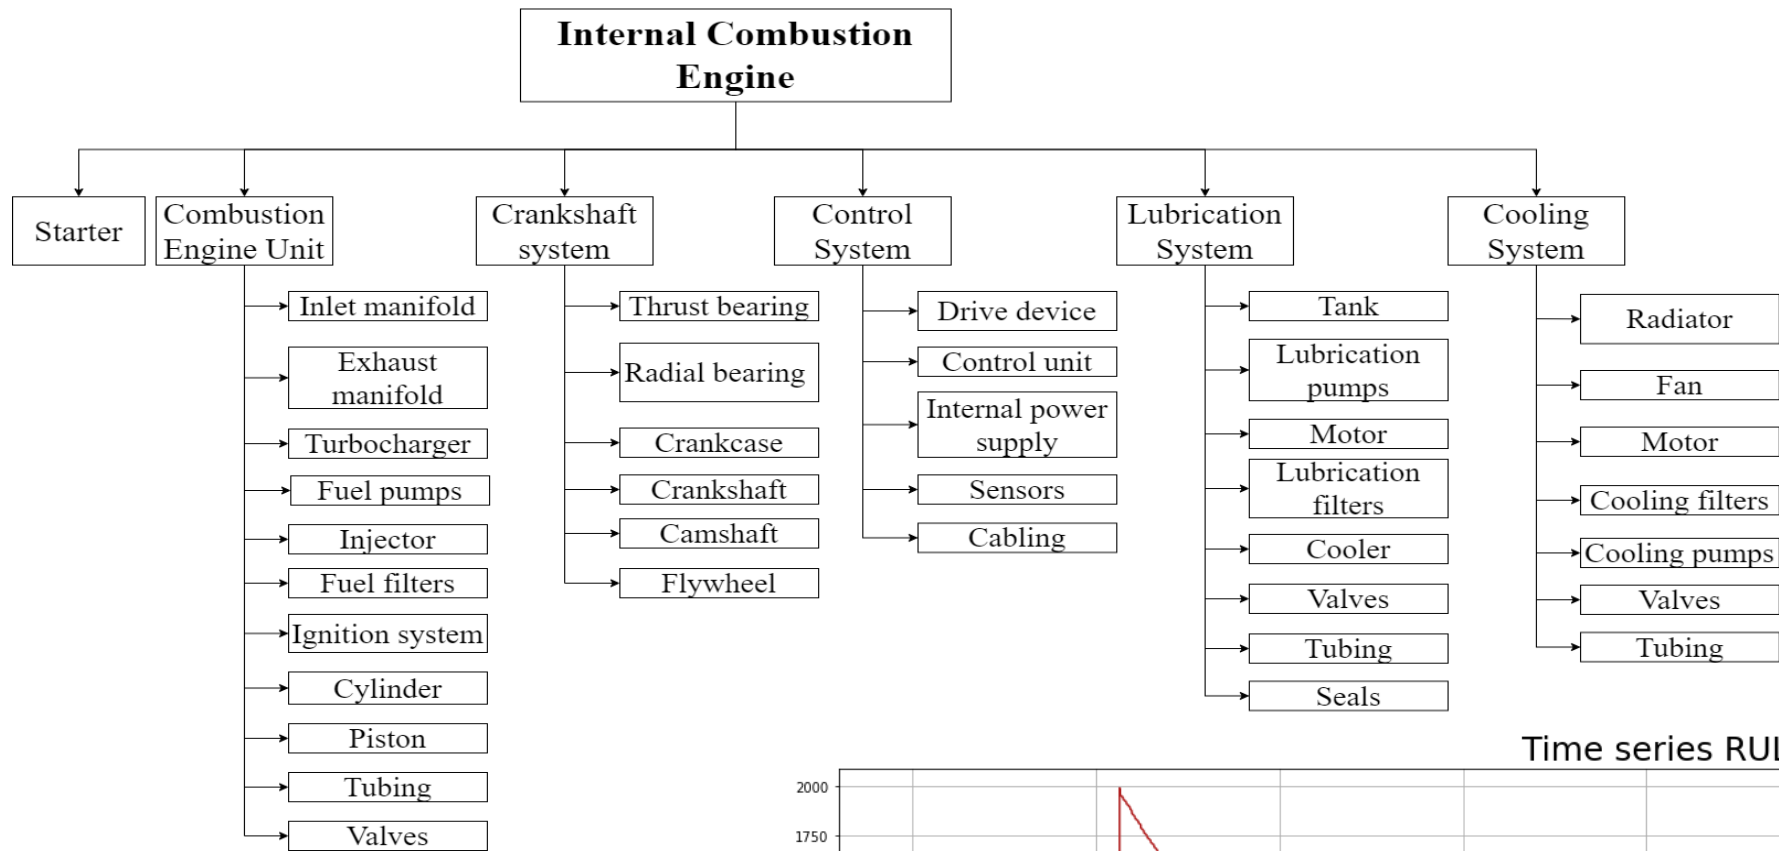 Internal Combustion
Engine
Starter
Combustion
Engine Unit
Inlet manifold
Exhaust
manifold
Turbocharger
Fuel pumps
Injector
Fuel filters
Ignition system
Cylinder
Piston
Tubing
Valves
Crankshaft
system
Thrust bearing
Radial bearing
Crankcase
Crankshaft
Camshaft
Flywheel
Control
System
Drive device
Control unit
Internal power
supply
Sensors
Cabling
Lubrication
System
Tank
Lubrication
pumps
Motor
Lubrication
filters
Cooler
Valves
Tubing
Seals
Cooling
System
Radiator
Fan
Motor
Cooling filters
Cooling pumps
Valves
Tubing
Time series RUL
2000
1750